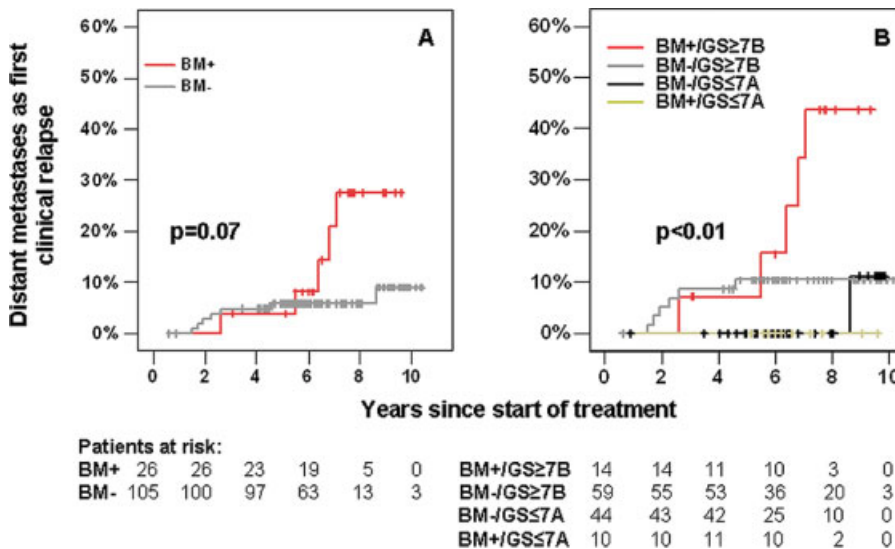 Distant metastases as first
clinical relapse
60%
50%
40%
30%
20%
10%
0%
A
BM+
BM-
p=0.07
0 2 4 6 8 10
60%
50%
40%
30%
20%
10%
0%
B
BM+/GS≥7B
BM-/GS≥7B
BM-/GS≤7A
BM+/GS≤7A
p<0.01
0 2 4 6 8 10
Years since start of treatment
Patients at risk:
BM+ 26 26 23 19 5 0
BM- 105 100 97 63 13 3
BM+/GS≥7B 14 14 11 10 3 0
BM-/GS≥7B 59 55 53 36 20 3
BM-/GS≤7A 44 43 42 25 10 0
BM+/GS≤7A 10 10 11 10 2 0